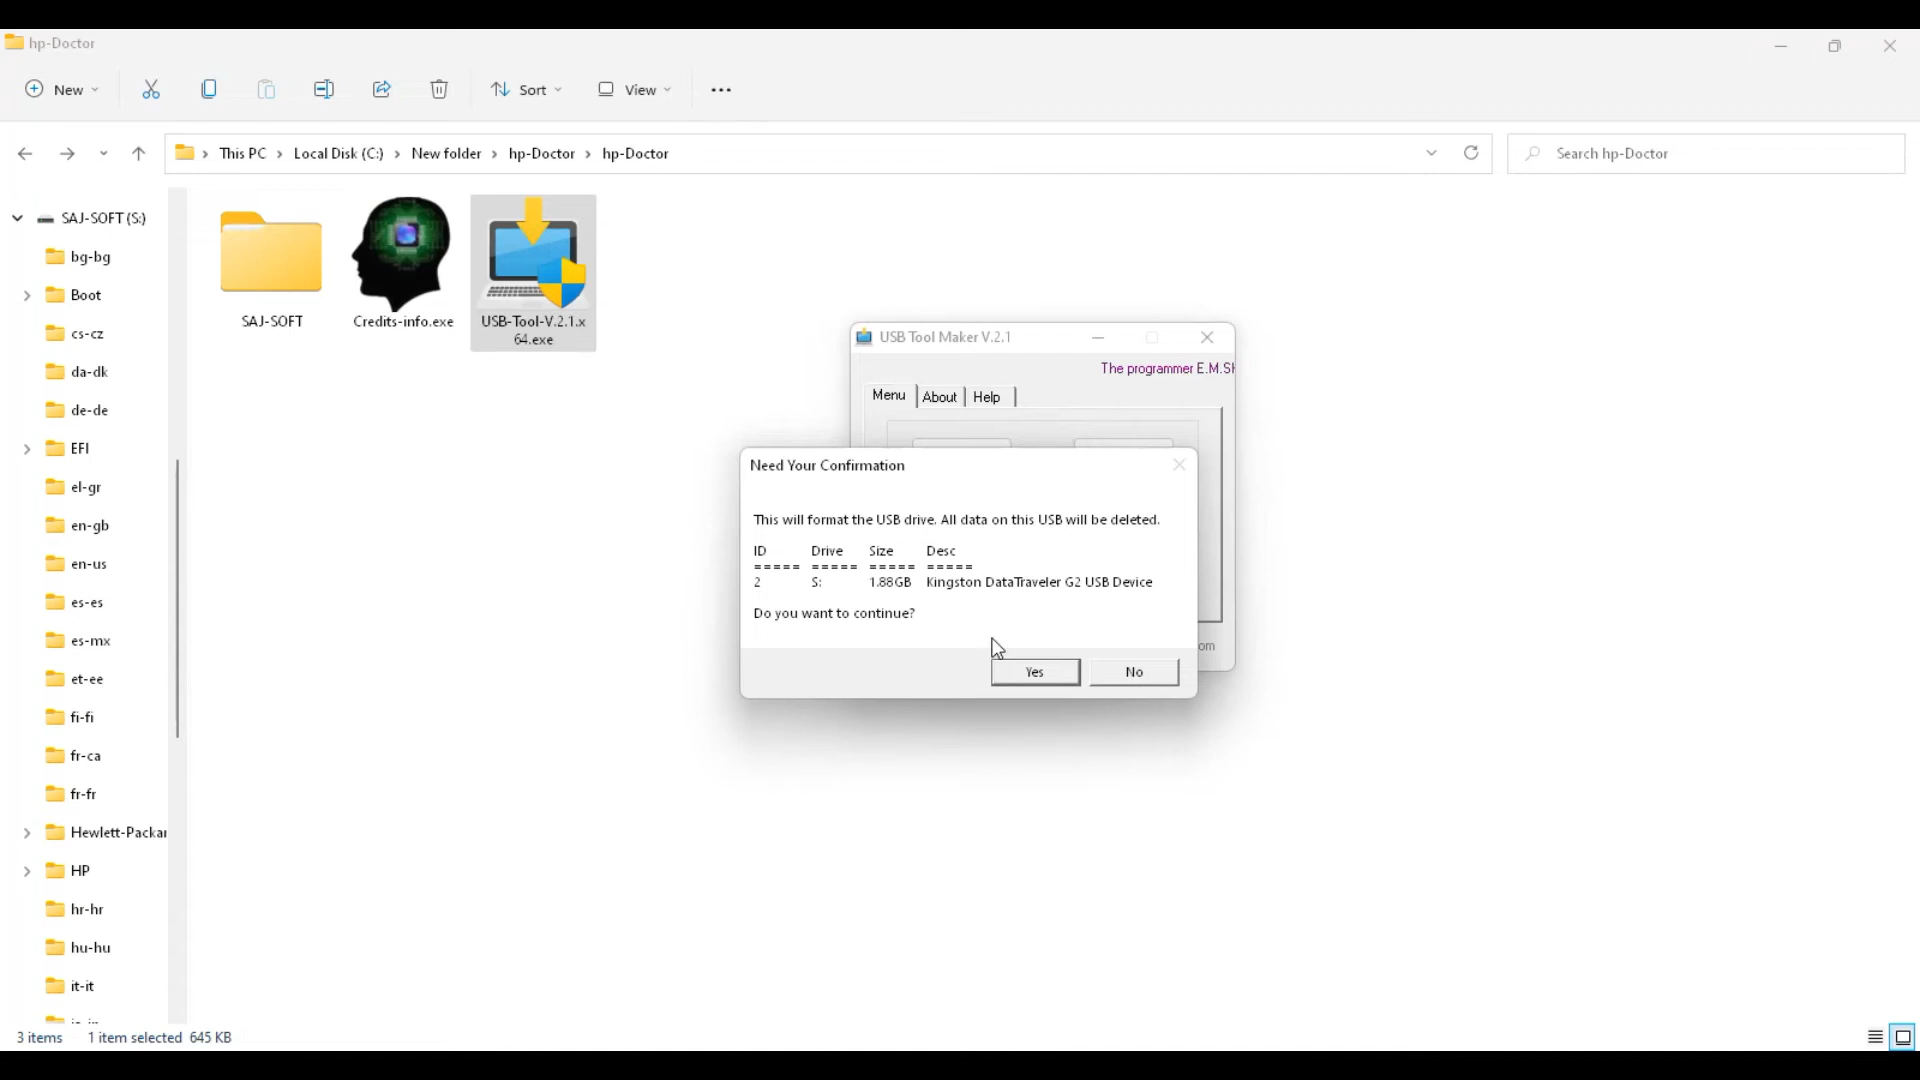 hp-Doctor
New
Sort
View
This PC
Local Disk (C:)
New folder
hp-Doctor
hp-Doctor
Search hp-Doctor
SAJ-SOFT (S:)
bg-bg
Boot
cs-cz
da-dk
de-de
EFI
el-gr
en-gb
en-us
es-es
es-mx
et-ee
fi-fi
fr-ca
fr-fr
Hewlett-Packar
HP
hr-hr
hu-hu
it-it
SAJ-SOFT
Credits-info.exe
USB-Tool-V.2.1.x
64.exe
USB Tool Maker V.2.1
The programmer E.M.
Menu About Help
Need Your Confirmation
This will format the USB drive. All data on this USB will be deleted.
ID Drive Size Desc
===== ===== ===== =====
2 S: 1.88GB Kingston DataTraveler G2 USB Device
Do you want to continue?
om
Yes No
3 items 1 item selected 645 KB